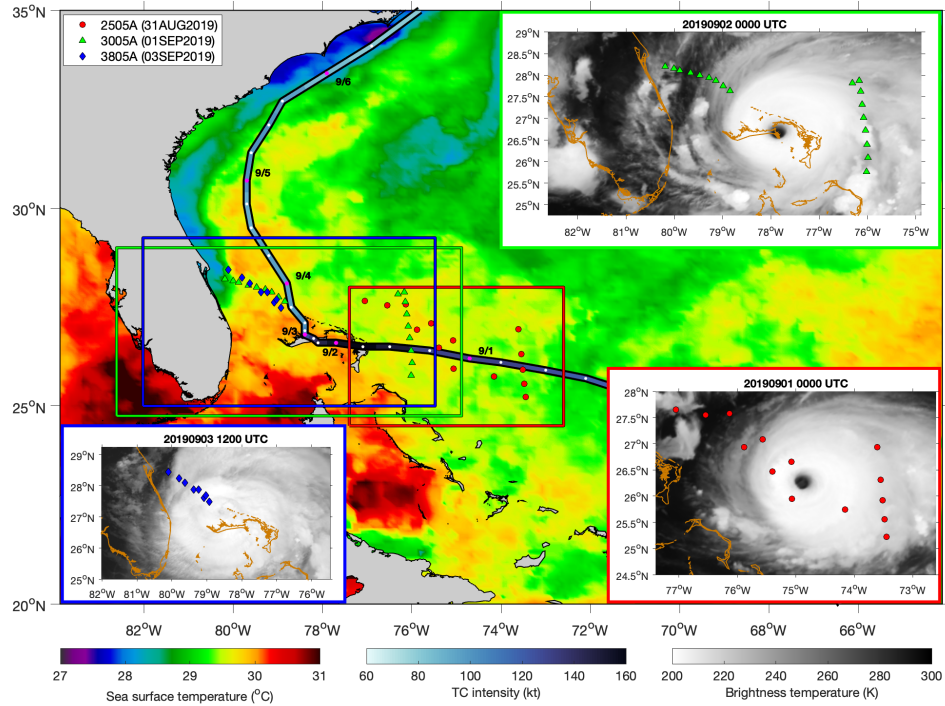 2505A (31AUG2019)
3005A (01SEP2019)
3805A (03SEP2019)
35°N
30°N
25°N
20°N
82°W 80°W 78°W 76°W 74°W 72°W 70°W 68°W 66°W
9/6
9/5
9/4
9/3
9/2
9/1
20190902 0000 UTC
29°N
28°N
27.5°N
26.5°N
25.5°N
25°N
82°W 81°W 80°W 79°W 78°W 77°W 76°W 75°W
20190901 0000 UTC
28°N
27.5°N
27°N
26.5°N
25.5°N
25°N
24.5°N
77°W 76°W 75°W 74°W 73°W
20190903 1200 UTC
29°N
28°N
27°N
26°N
25°N
82°W 81°W 80°W 79°W 78°W 77°W 76°W
27 28 29 30 31
Sea surface temperature (°C)
60 80 100 120 140 160
TC intensity (kt)
200 220 240 260 280 300
Brightness temperature (K)